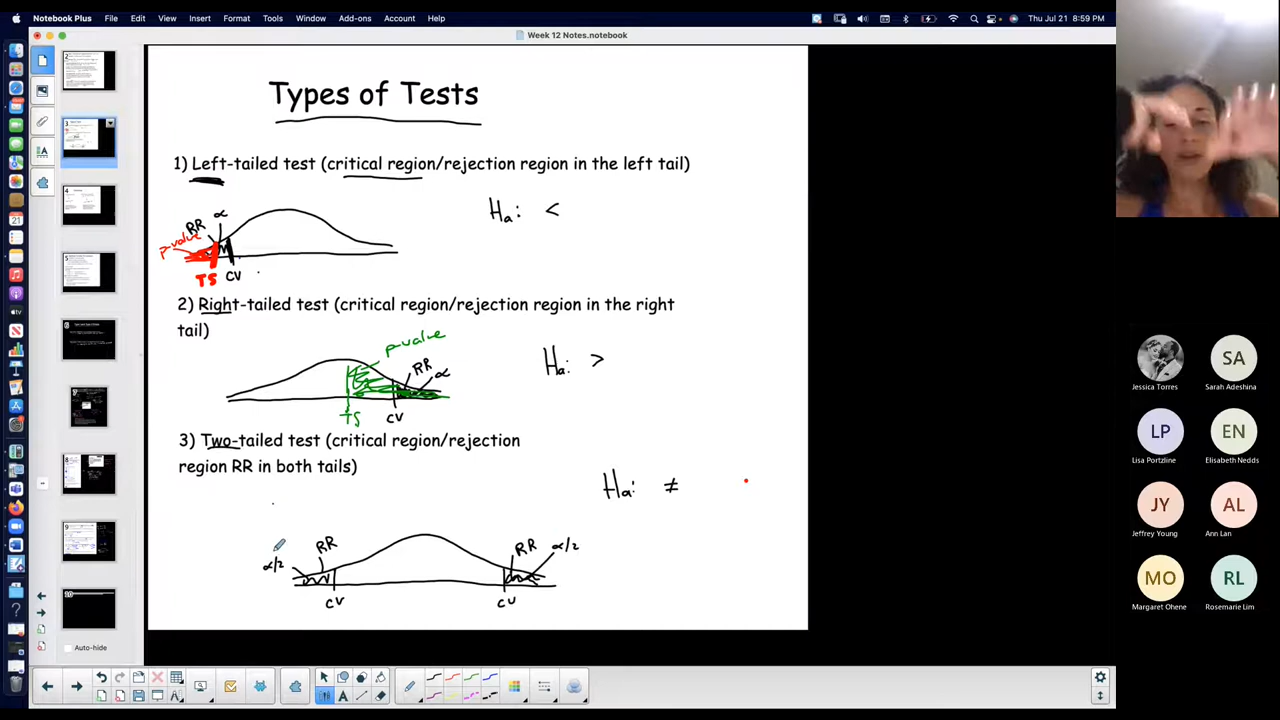 Notebook Plus File Edit View Insert Format Tools Window Add-ons Account Help
Thu Jul 21 8:59 PM
Week 12 Notes.notebook
Types of Tests
1) Left-tailed test (critical region/rejection region in the left tail)
Ha: <
α
RR
p-value
TS CV
2) Right-tailed test (critical region/rejection region in the right
tail)
p-value
RR
α
Ha: >
TS CV
3) Two-tailed test (critical region/rejection
region RR in both tails)
Ha: ≠
α/2 RR
RR α/2
CV CV
Auto-hide
Jessica Torres
SA
Sarah Adeshina
LP
Lisa Portzline
EN
Elisabeth Nedds
JY
Jeffrey Young
AL
Ann Lan
MO
Margaret Ohene
RL
Rosemarie Lim